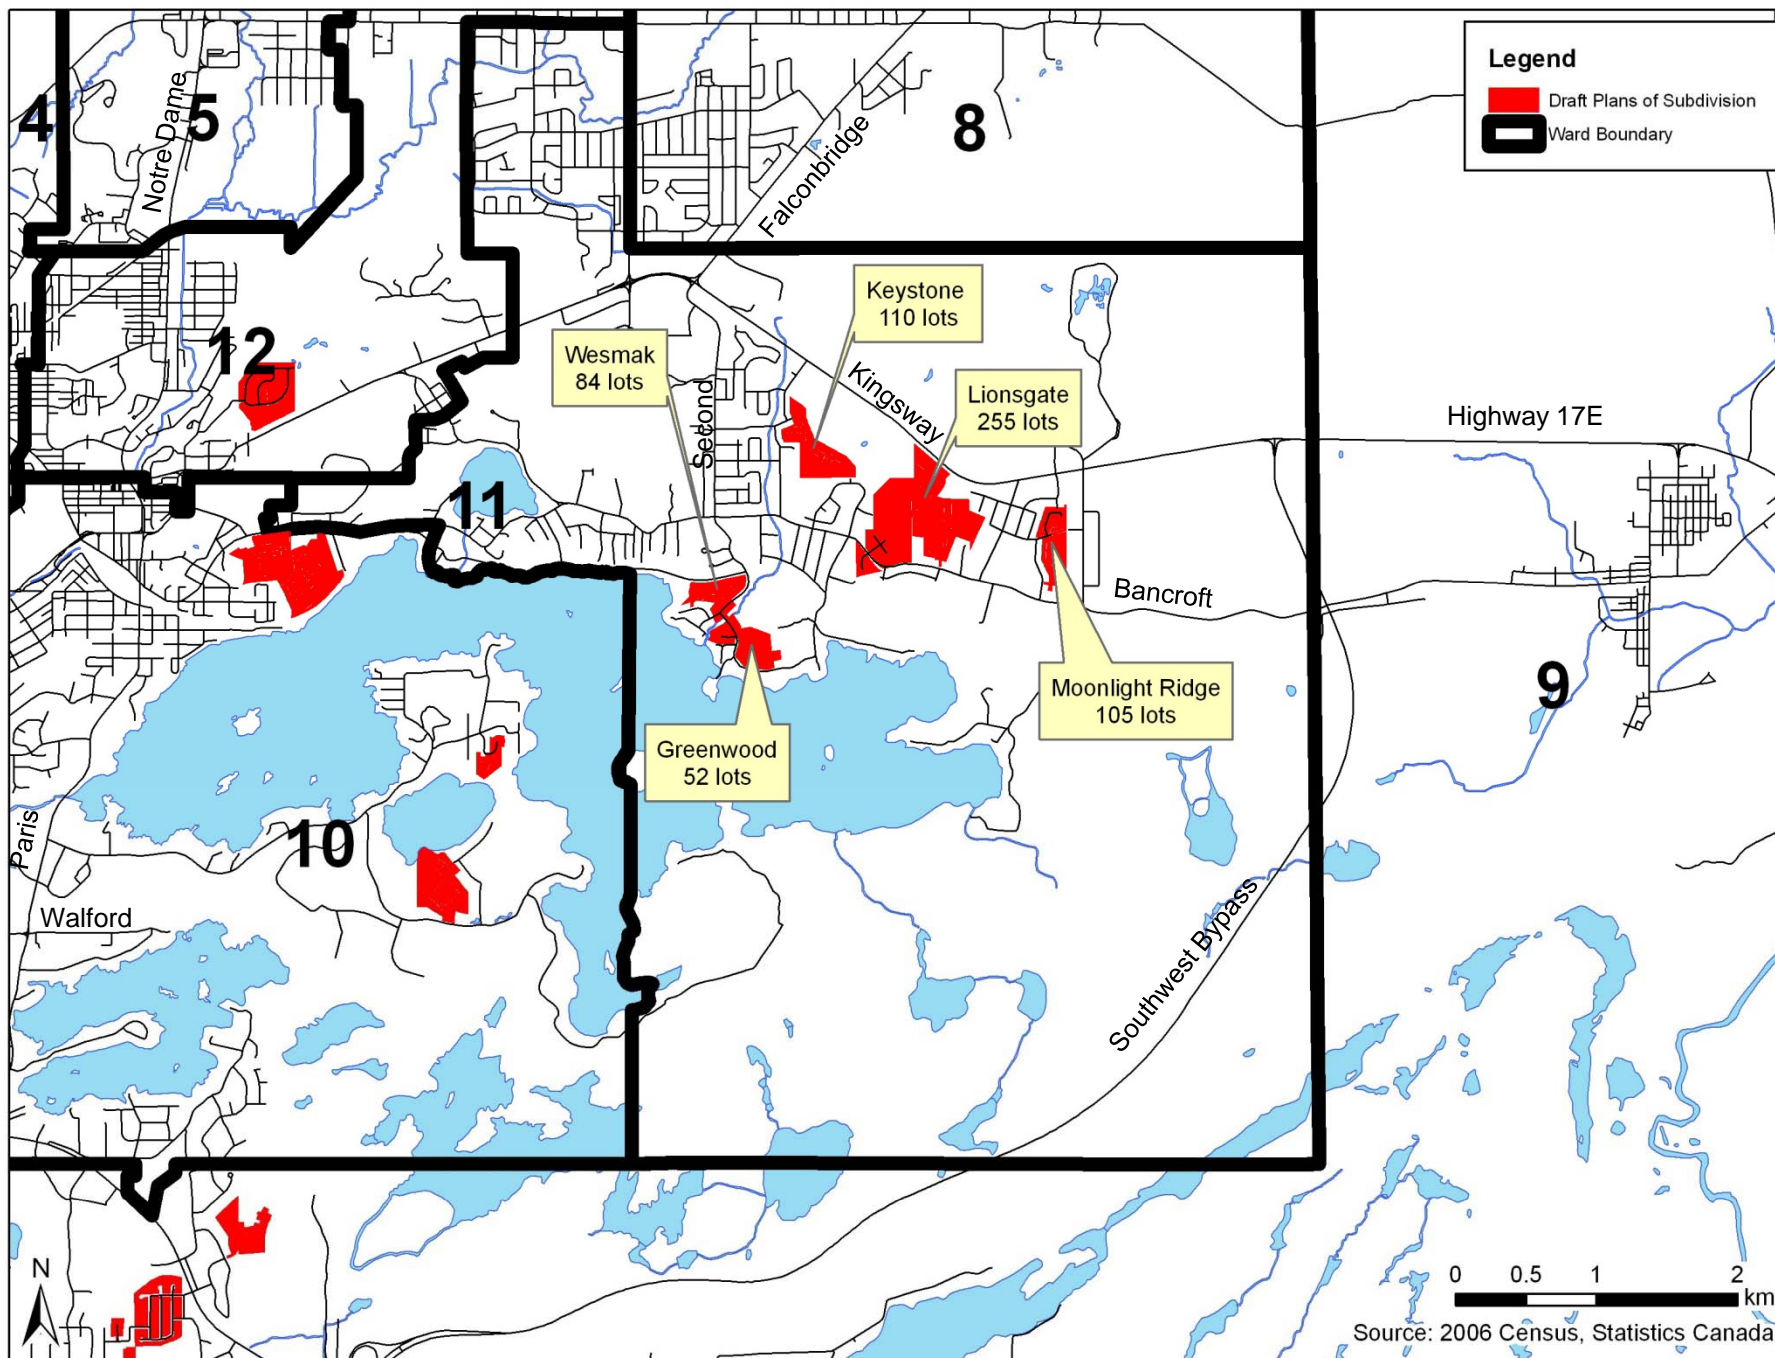 Legend
Draft Plans of Subdivision
Ward Boundary
4
5
8
Notre Dame
Falconbridge
Keystone
110 lots
12
Wesmak
84 lots
Second
Kingsway
Lionsgate
255 lots
Highway 17E
11
Bancroft
9
Moonlight Ridge
105 lots
Greenwood
52 lots
10
Paris
Walford
Southwest Bypass
N
0 0.5 1 2
km
Source: 2006 Census, Statistics Canada